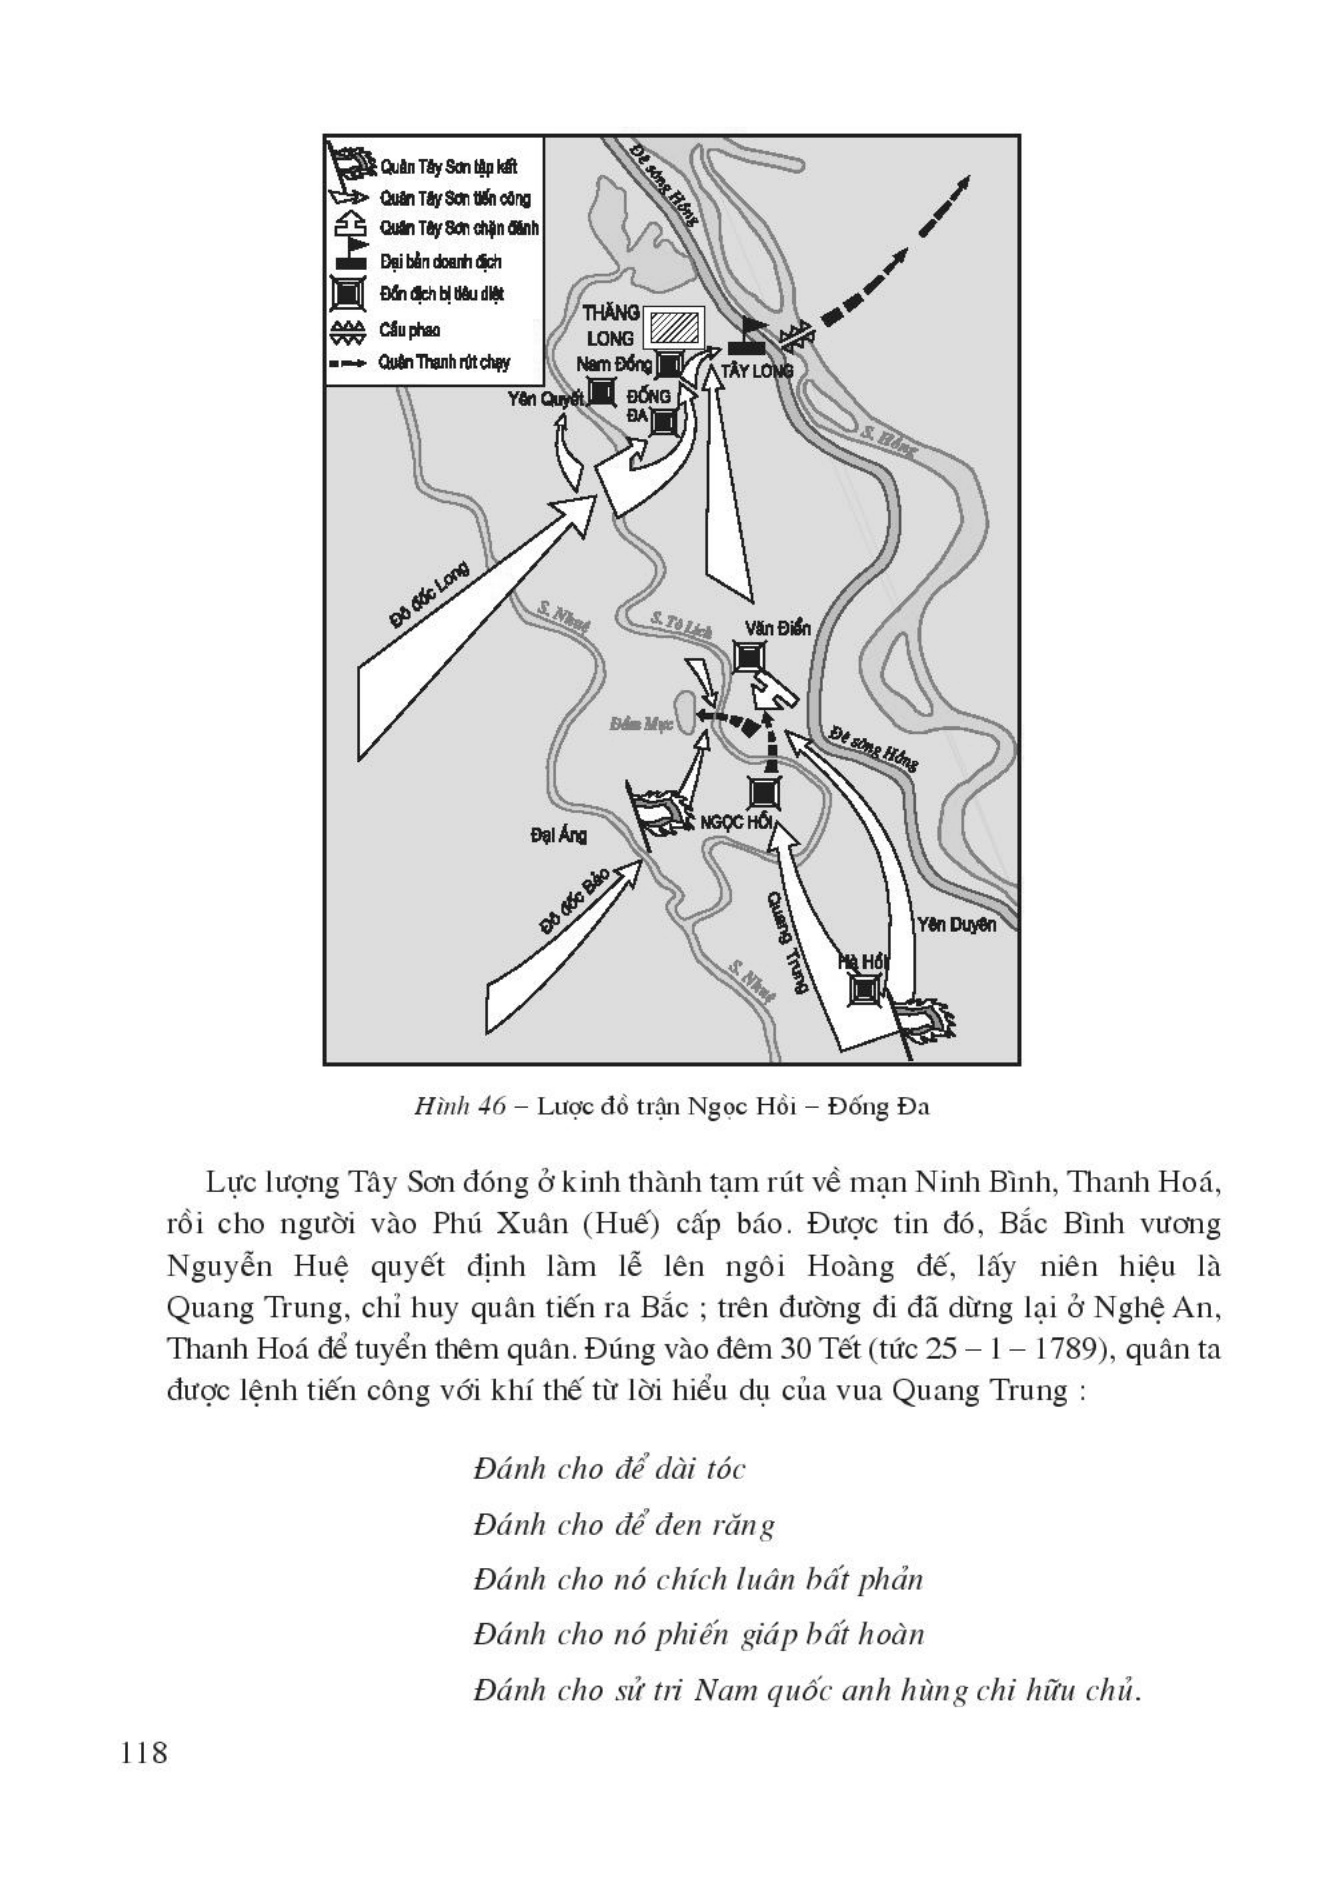 Quân Tây Sơn tập kết
Quân Tây Sơn tiến công
Quân Tây Sơn chặn đánh
Đại bản doanh địch
Đồn địch bị tiêu diệt
Cầu phao
Quân Thanh rút chạy
Đê sông Hồng
THĂNG
LONG
Nam Đồng
TÂY LONG
Yên Quyết
ĐỐNG
ĐA
S. Hồng
Đô đốc Long
S. Nhuệ
S. Tô Lịch
Văn Điển
Đầm Mực
Đê sông Hồng
NGỌC HỒI
Đại Áng
Đô đốc Bảo
Quang Trung
Yên Duyên
Hà Hồi
S. Nhuệ
Hình 46 – Lược đồ trận Ngọc Hồi – Đống Đa
Lực lượng Tây Sơn đóng ở kinh thành tạm rút về mạn Ninh Bình, Thanh Hoá,
rồi cho người vào Phú Xuân (Huế) cấp báo. Được tin đó, Bắc Bình vương
Nguyễn Huệ quyết định làm lễ lên ngôi Hoàng đế, lấy niên hiệu là
Quang Trung, chỉ huy quân tiến ra Bắc ; trên đường đi đã dừng lại ở Nghệ An,
Thanh Hoá để tuyển thêm quân. Đúng vào đêm 30 Tết (tức 25 – 1 – 1789), quân ta
được lệnh tiến công với khí thế từ lời hiểu dụ của vua Quang Trung :
Đánh cho để dài tóc
Đánh cho để đen răng
Đánh cho nó chích luân bất phản
Đánh cho nó phiến giáp bất hoàn
Đánh cho sử tri Nam quốc anh hùng chi hữu chủ.
118